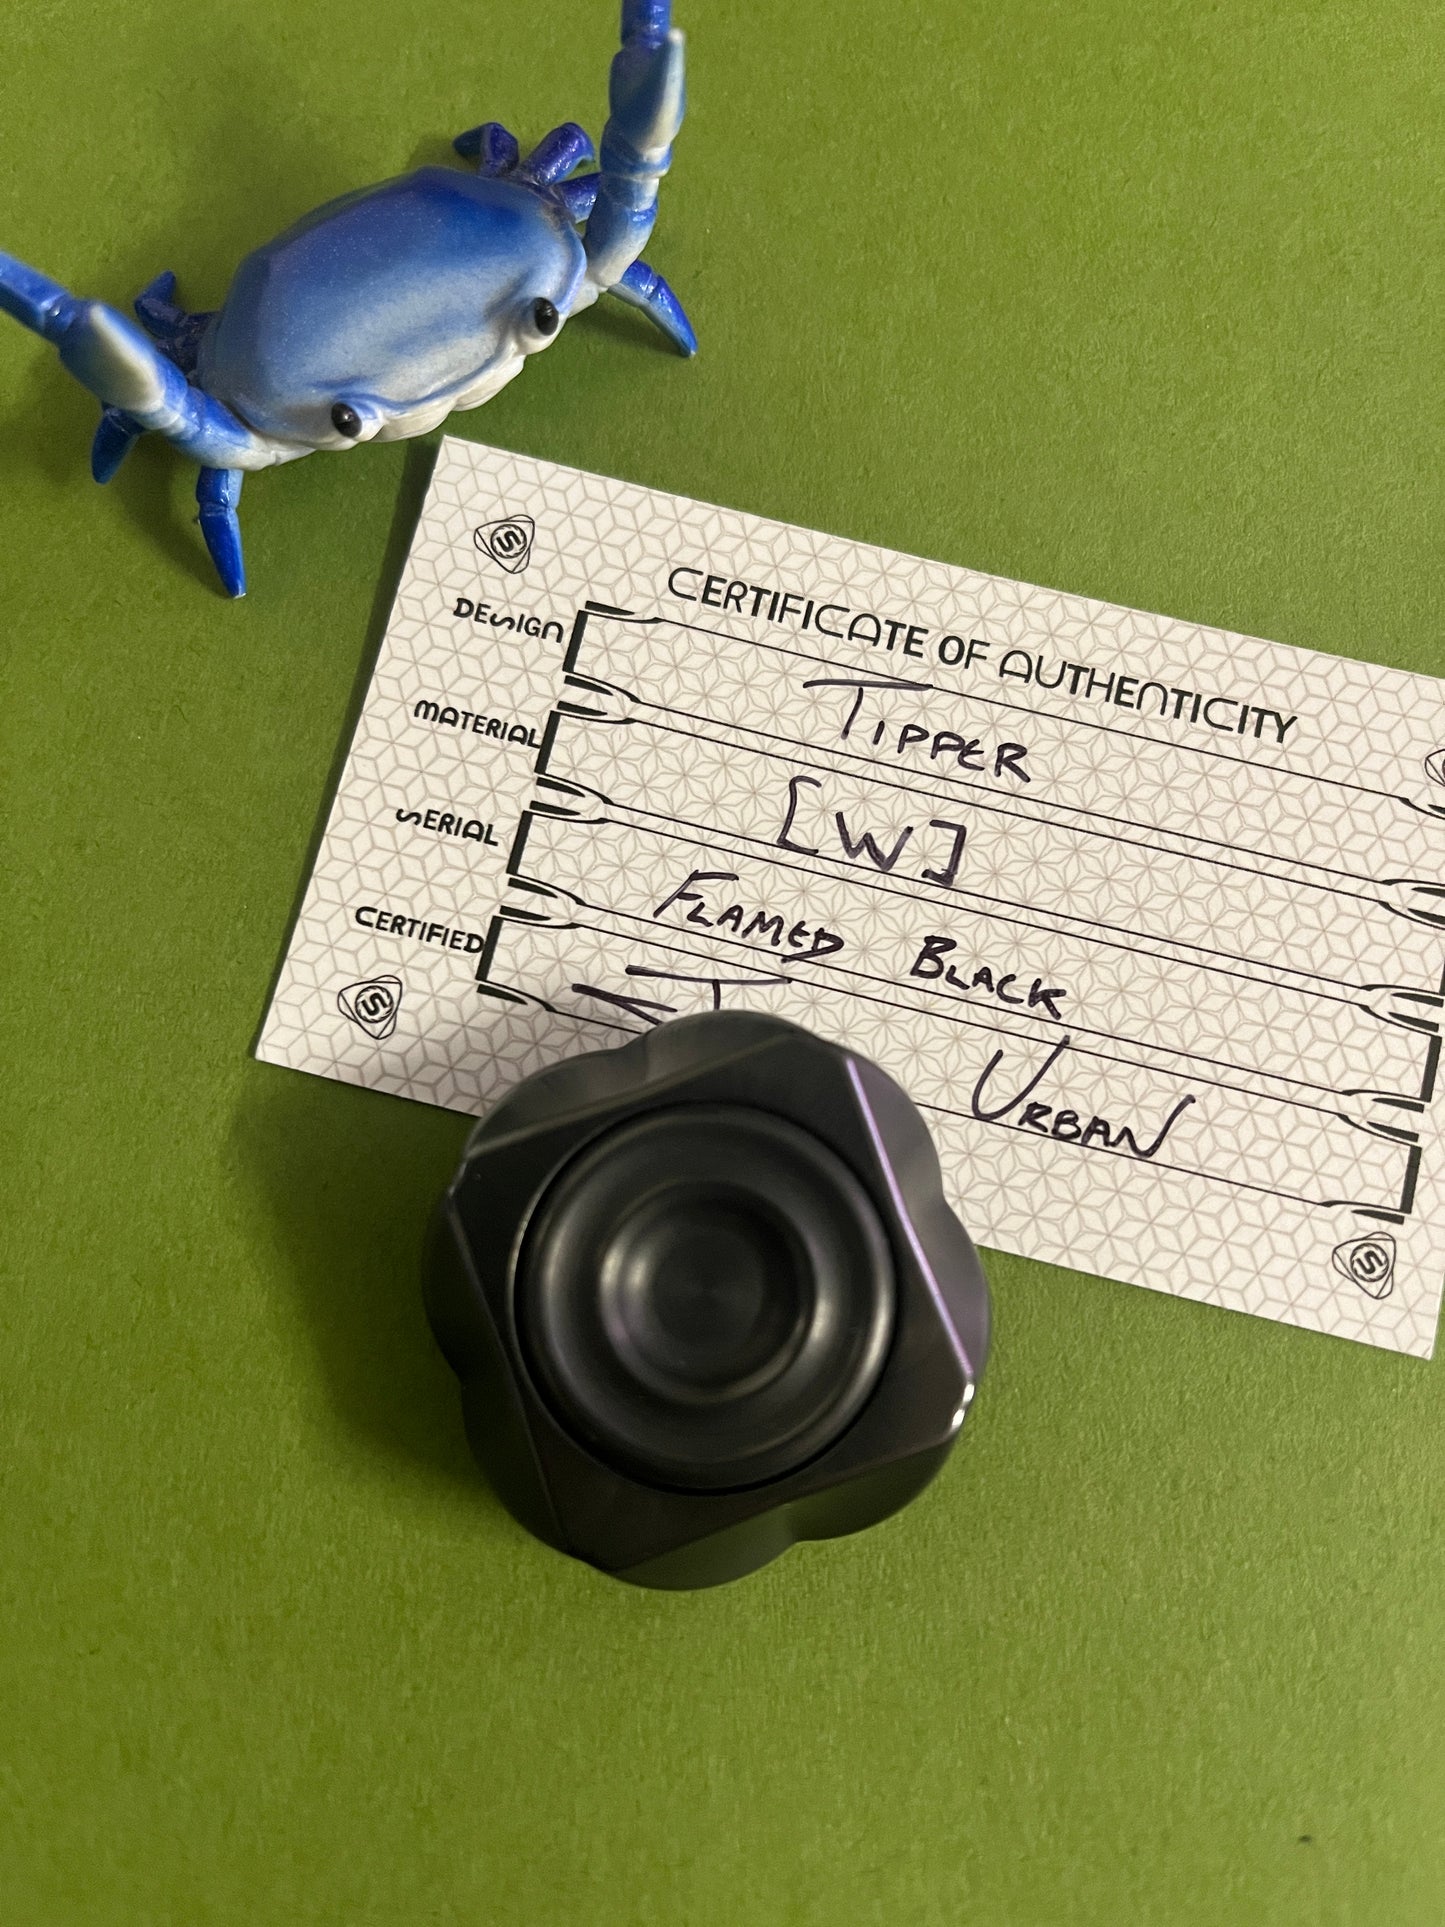 CERTIFICATE OF AUTHENTICITY
DESIGN TIPPER
MATERIAL [W]
SERIAL FLAMED BLACK
CERTIFIED URBAN